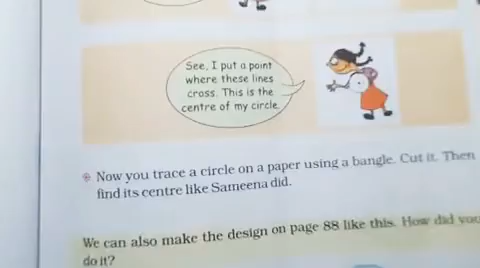 See, I put a point
where these lines
cross. This is the
centre of my circle.
Now you trace a circle on a paper using a bangle. Cut it. Then
find its centre like Sameena did.
We can also make the design on page 88 like this. How did you
do it?